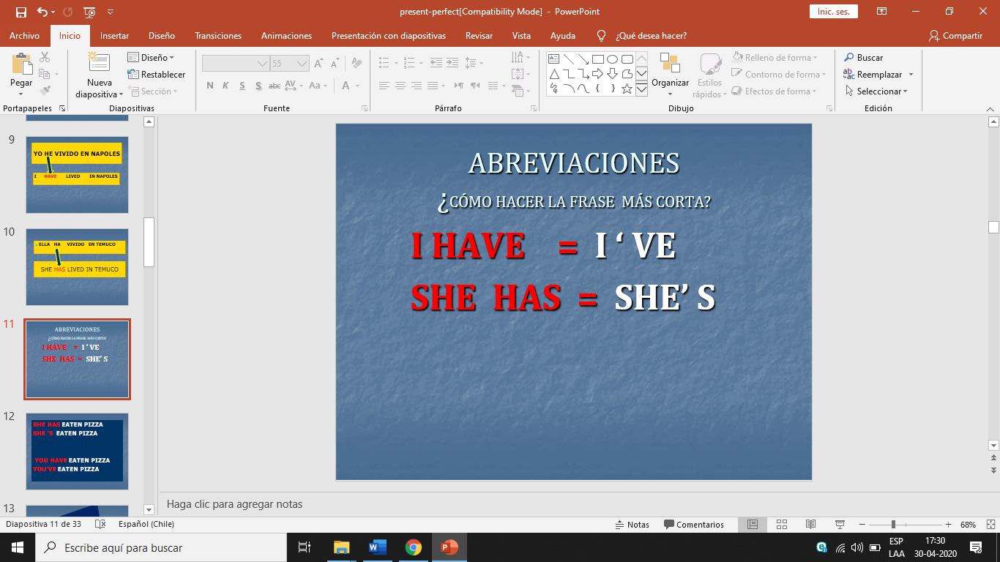 present-perfect[Compatibility Mode] - PowerPoint
Inic. ses.
Archivo Inicio Insertar Diseño Transiciones Animaciones Presentación con diapositivas Revisar Vista Ayuda ¿Qué desea hacer? Compartir
Pegar
Nueva diapositiva
Diseño
Restablecer
Sección
55
N K S S abc AV Aa A
Organizar
Estilos rápidos
Relleno de forma
Contorno de forma
Efectos de forma
Buscar
Reemplazar
Seleccionar
Portapapeles Diapositivas Fuente Párrafo Dibujo Edición
9
YO HE VIVIDO EN NAPOLES
I HAVE LIVED IN NAPOLES
10
. ELLA HA VIVIDO EN TEMUCO
SHE HAS LIVED IN TEMUCO
11
ABREVIACIONES
¿CÓMO HACER LA FRASE MÁS CORTA?
I HAVE = I ‘ VE
SHE HAS = SHE’ S
12
SHE HAS EATEN PIZZA
SHE ’S EATEN PIZZA
YOU HAVE EATEN PIZZA
YOU’VE EATEN PIZZA
13
ABREVIACIONES
¿CÓMO HACER LA FRASE MÁS CORTA?
I HAVE = I ‘ VE
SHE HAS = SHE’ S
Haga clic para agregar notas
Diapositiva 11 de 33 Español (Chile) Notas Comentarios 68%
Escribe aquí para buscar
ESP
LAA
17:30
30-04-2020